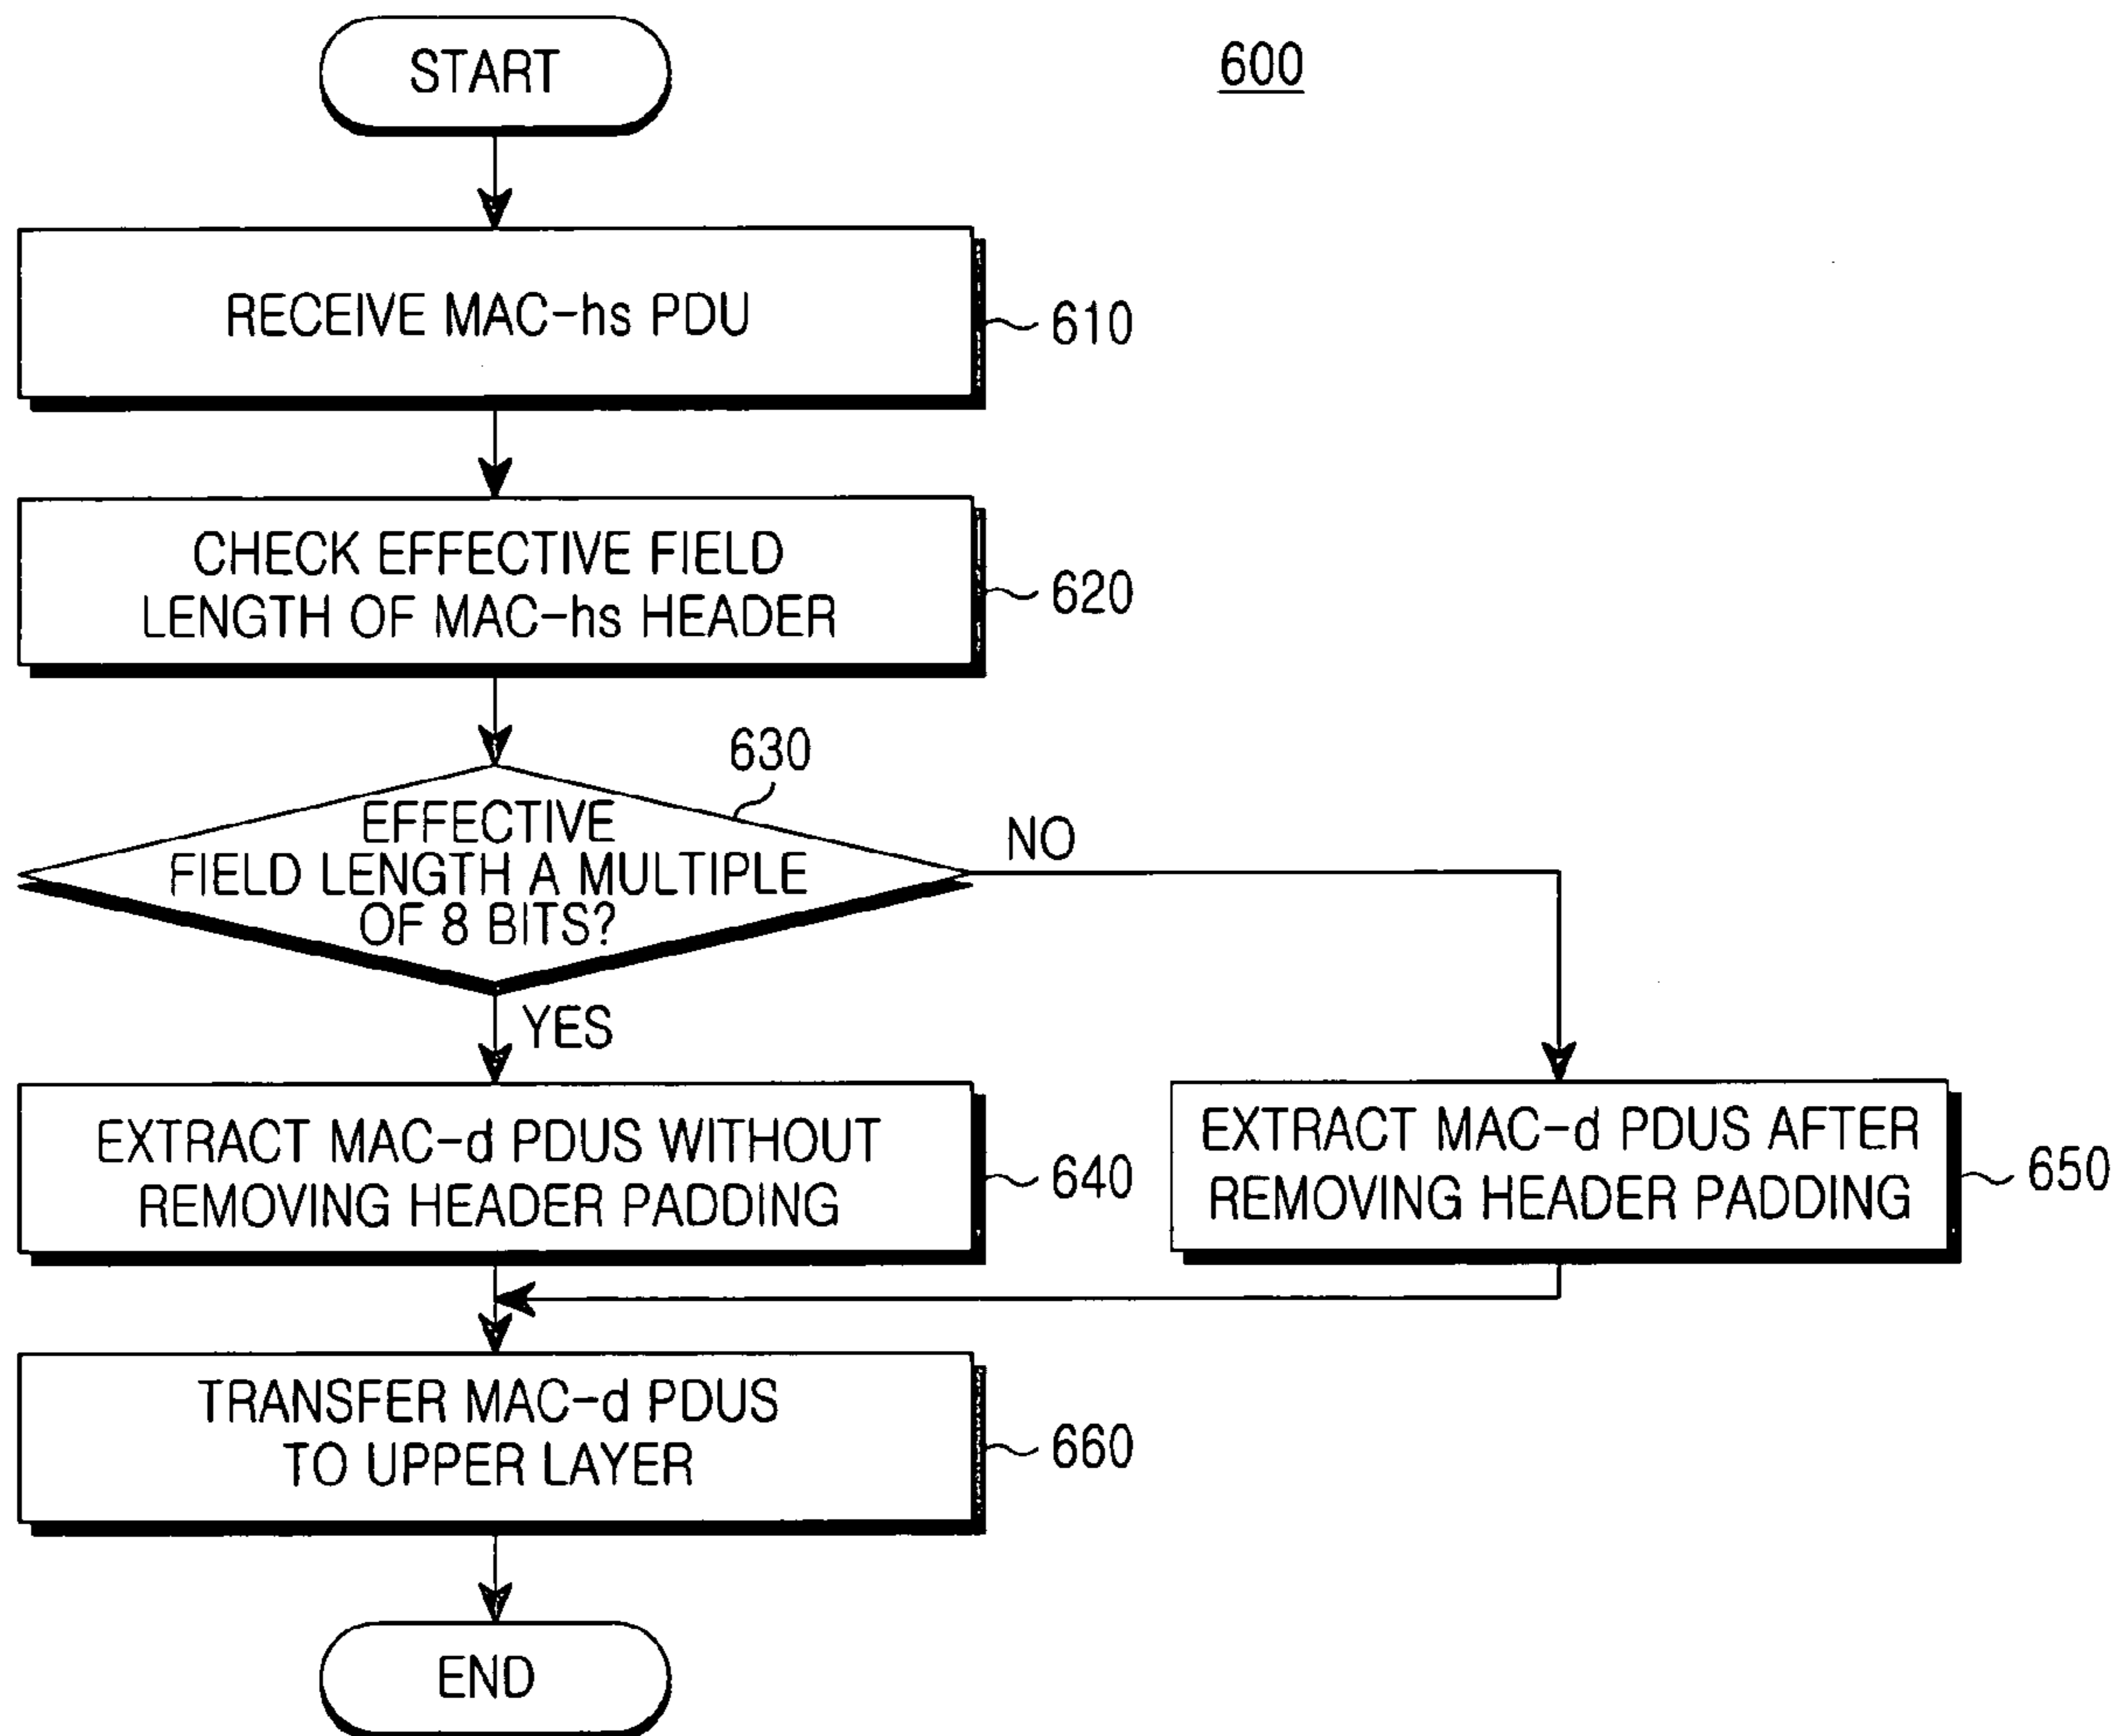 START
600
RECEIVE MAC-hs PDU
610
CHECK EFFECTIVE FIELD
LENGTH OF MAC-hs HEADER
620
630
EFFECTIVE
FIELD LENGTH A MULTIPLE
OF 8 BITS?
NO
YES
EXTRACT MAC-d PDUS WITHOUT
REMOVING HEADER PADDING
640
EXTRACT MAC-d PDUS AFTER
REMOVING HEADER PADDING
650
TRANSFER MAC-d PDUS
TO UPPER LAYER
660
END